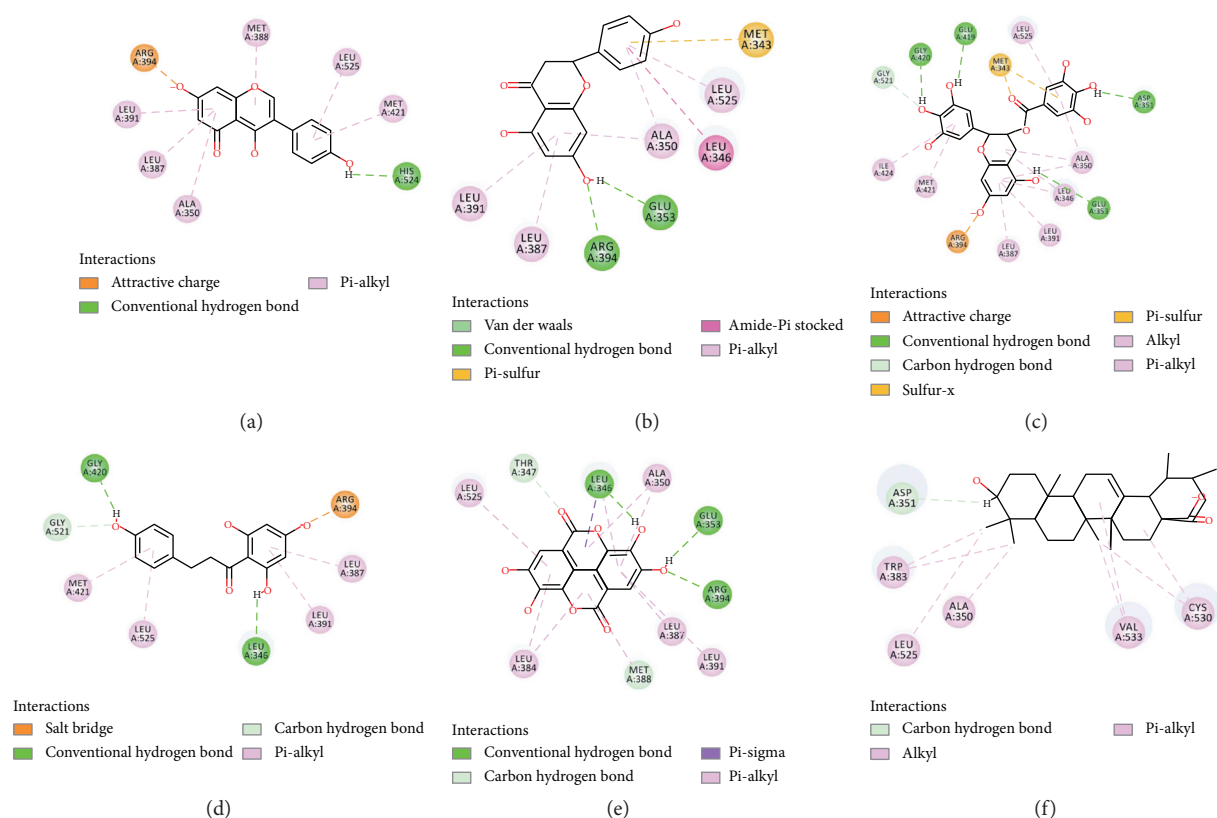 MET
A:388
ARG
A:394
LEU
A:525
O
−
O
LEU
A:391
MET
A:421
O
O
O
H
LEU
A:387
HIS
A:524
ALA
A:350
Interactions
Attractive charge
Pi-alkyl
Conventional hydrogen bond
(a)
O
MET
A:343
O
O
LEU
A:525
O
ALA
A:350
LEU
A:346
H
O
LEU
A:391
GLU
A:353
LEU
A:387
ARG
A:394
Interactions
Van der waals
Amide-Pi stocked
Conventional hydrogen bond
Pi-alkyl
Pi-sulfur
(b)
GLU
A:419
LEU
A:525
GLY
A:420
MET
A:343
GLY
A:521
O
O
H
H
O
O
H
ASP
A:351
O
O
O
O
O
ILE
A:424
MET
A:421
H
O
ALA
A:350
O
−
LEU
A:346
GLU
A:353
ARG
A:394
LEU
A:387
LEU
A:391
Interactions
Attractive charge
Pi-sulfur
Conventional hydrogen bond
Alkyl
Carbon hydrogen bond
Pi-alkyl
Sulfur-x
(c)
GLY
A:420
ARG
A:394
H
O
O
O
GLY
A:521
MET
A:421
O
O
H
LEU
A:387
LEU
A:525
LEU
A:391
LEU
A:346
Interactions
Salt bridge
Carbon hydrogen bond
Conventional hydrogen bond
Pi-alkyl
(d)
THR
A:347
LEU
A:346
ALA
A:350
LEU
A:525
O
O
H
O
GLU
A:353
H
O
O
O
O
O
ARG
A:394
LEU
A:384
LEU
A:387
MET
A:388
LEU
A:391
Interactions
Conventional hydrogen bond
Pi-sigma
Carbon hydrogen bond
Pi-alkyl
(e)
O
ASP
A:351
H
O
−
O
TRP
A:383
ALA
A:350
CYS
A:530
LEU
A:525
VAL
A:533
Interactions
Carbon hydrogen bond
Pi-alkyl
Alkyl
(f)